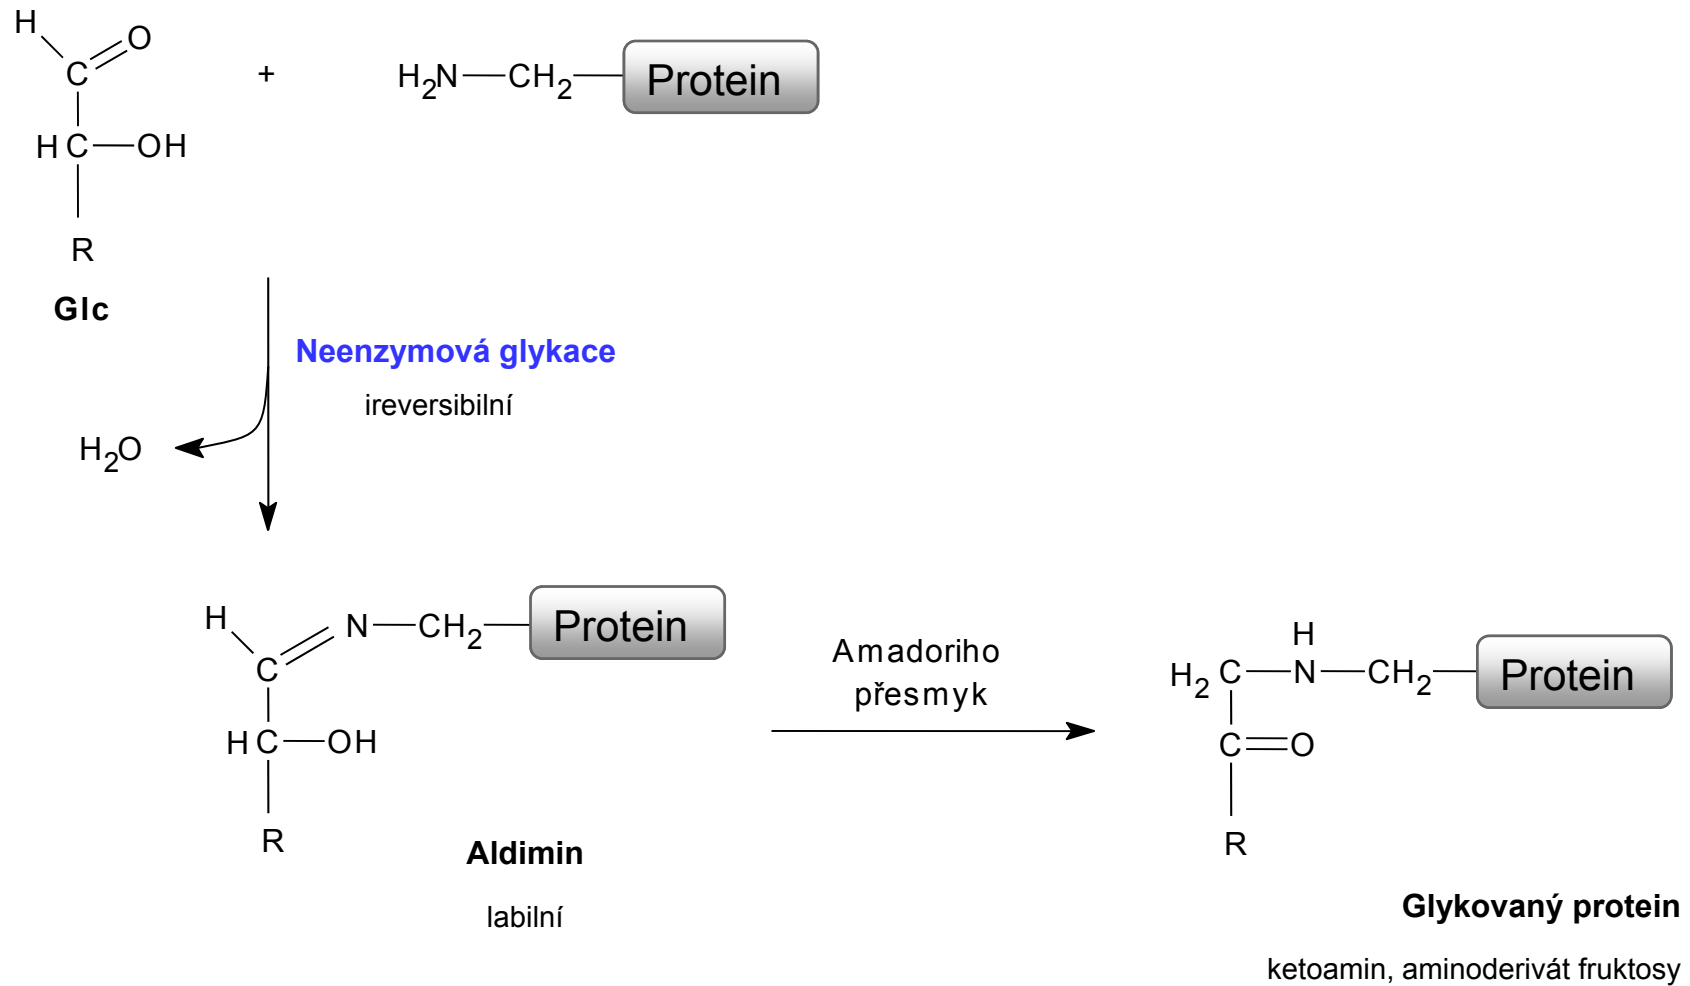 H
O
C
+
H2N—CH2—Protein
HC—OH
R
Glc
Neenzymová glykace
ireversibilní
H2O
H
N—CH2—Protein
C
HC—OH
R
Aldimin
labilní
Amadoriho
přesmyk
H
H2C—N—CH2—Protein
C=O
R
Glykovaný protein
ketoamin, aminoderivát fruktosy